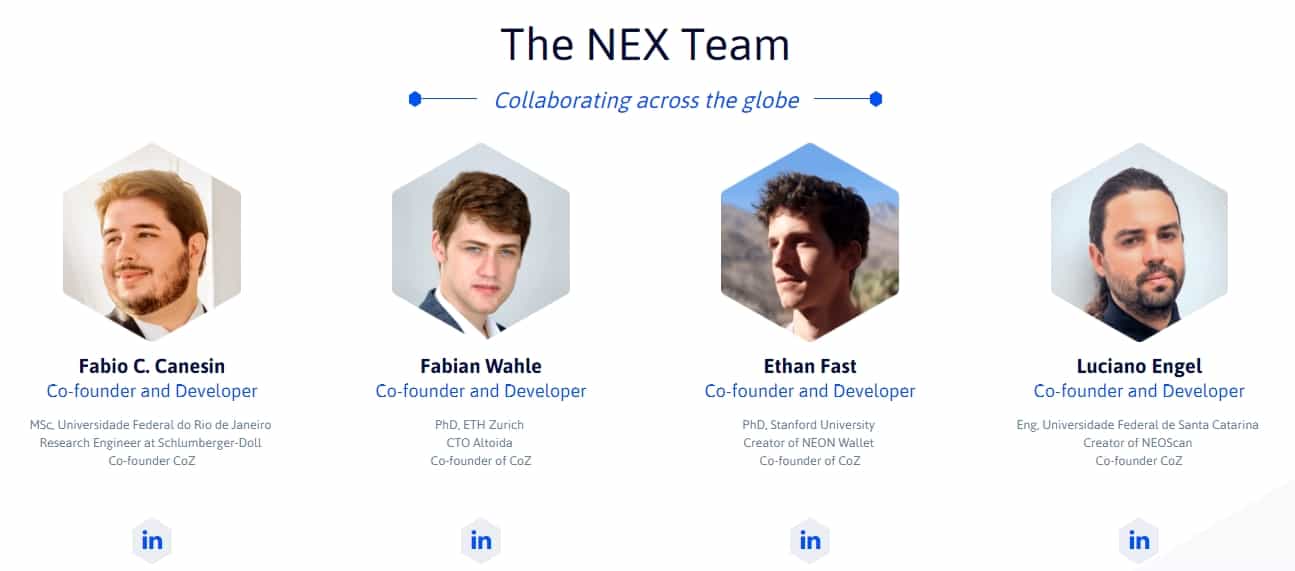 The NEX Team
Collaborating across the globe
Fabio C. Canesin
Co-founder and Developer
MSc, Universidade Federal do Rio de Janeiro
Research Engineer at Schlumberger-Doll
Co-founder CoZ
in
Fabian Wahle
Co-founder and Developer
PhD, ETH Zurich
CTO Altoida
Co-founder of CoZ
in
Ethan Fast
Co-founder and Developer
PhD, Stanford University
Creator of NEON Wallet
Co-founder of CoZ
in
Luciano Engel
Co-founder and Developer
Eng, Universidade Federal de Santa Catarina
Creator of NEOScan
Co-founder CoZ
in